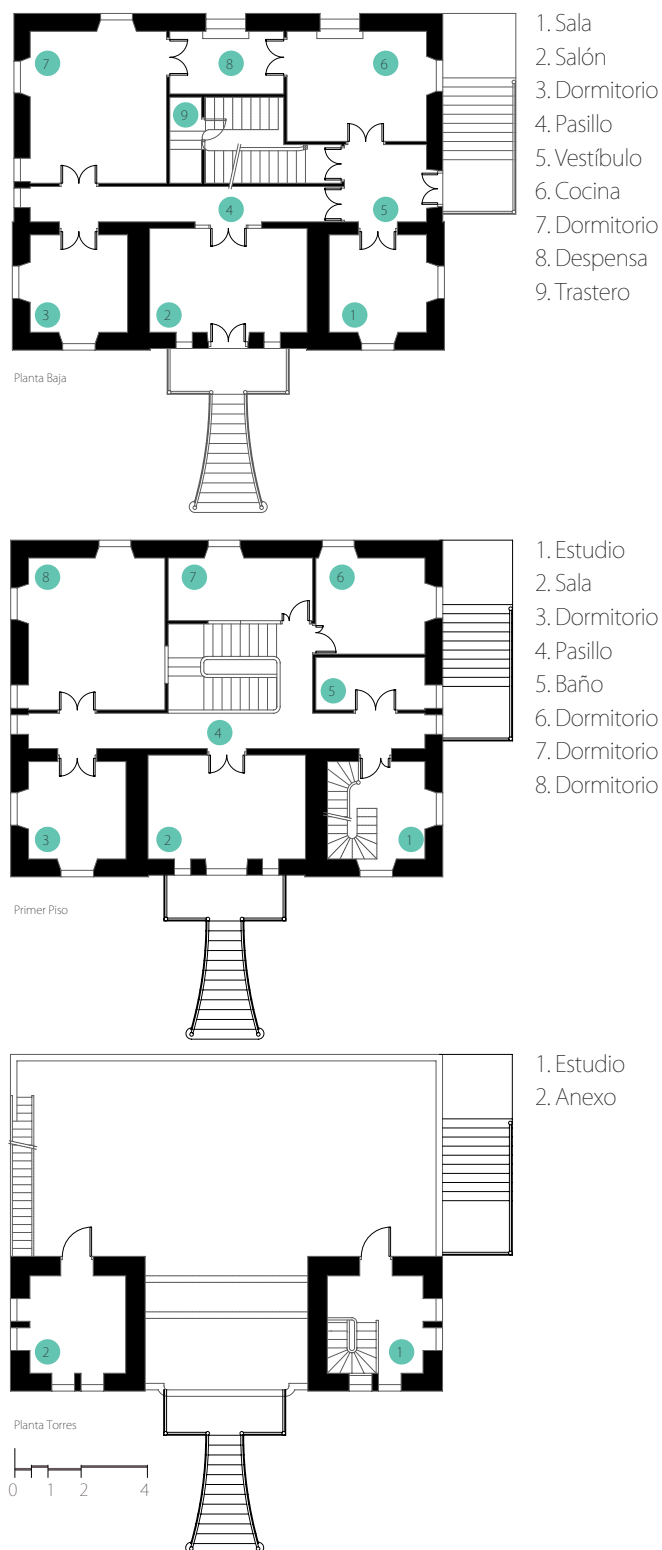 7
8
6
9
4
5
3
2
1
Planta Baja
1. Sala
2. Salón
3. Dormitorio
4. Pasillo
5. Vestíbulo
6. Cocina
7. Dormitorio
8. Despensa
9. Trastero
8
7
6
5
4
3
2
1
Primer Piso
1. Estudio
2. Sala
3. Dormitorio
4. Pasillo
5. Baño
6. Dormitorio
7. Dormitorio
8. Dormitorio
2
1
Planta Torres
0 1 2 4
1. Estudio
2. Anexo